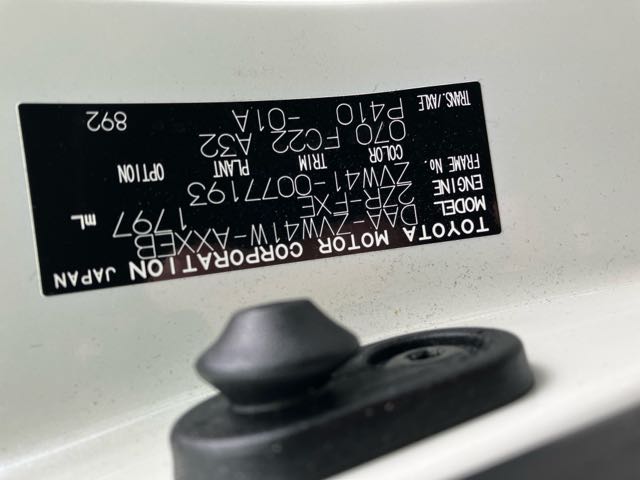 TOYOTA MOTOR CORPORATION JAPAN
MODEL DAA-ZVW41W-AXXEB
ENGINE 2ZR-FXE 1797 mL
FRAME No. ZVW41-0077193
COLOR TRIM PLANT OPTION
070 FC22 A32
TRANS./AXLE P410 -01A
892